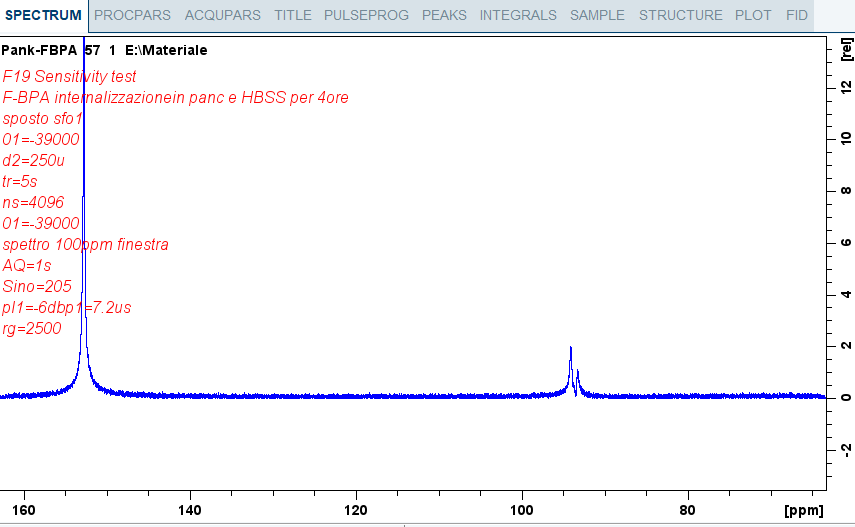 SPECTRUM PROCPARS ACQUPARS TITLE PULSEPROG PEAKS INTEGRALS SAMPLE STRUCTURE PLOT FID
Pank-FBPA 57 1 E:\Materiale
F19 Sensitivity test
F-BPA internalizzazionein panc e HBSS per 4ore
sposto sfo1
01=-39000
d2=250u
tr=5s
ns=4096
01=-39000
spettro 100ppm finestra
AQ=1s
Sino=205
pl1=-6dbp1=7.2us
rg=2500
[rel]
12
10
8
6
4
2
0
-2
160 140 120 100 80 [ppm]